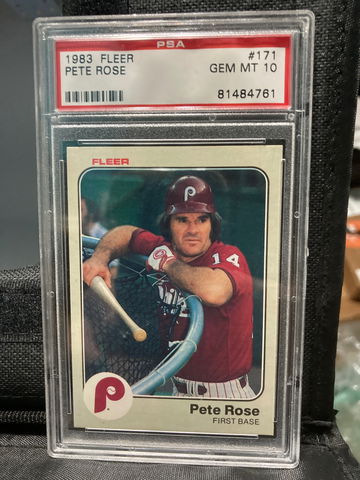 PSA
1983 FLEER #171
PETE ROSE GEM MT 10
81484761
FLEER
P
14
P
Pete Rose
FIRST BASE